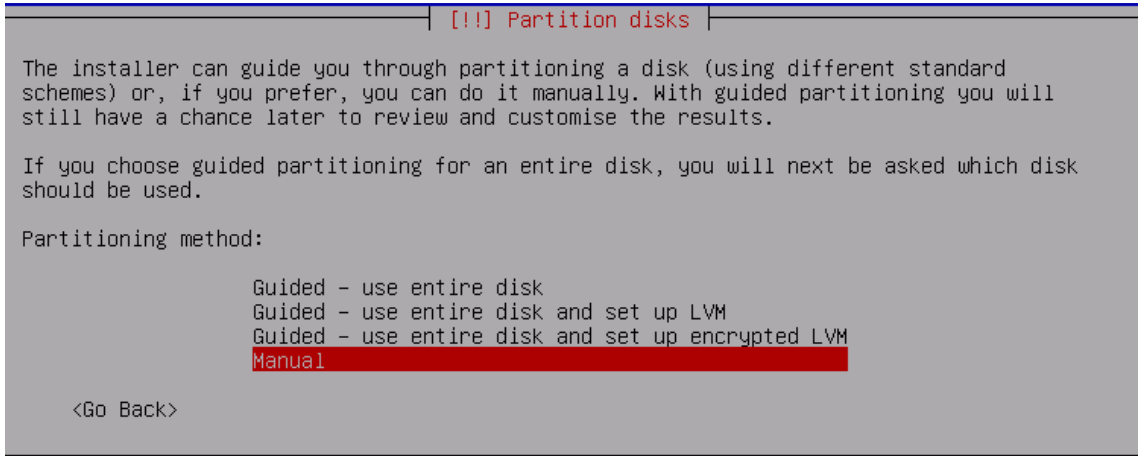 [!!] Partition disks
The installer can guide you through partitioning a disk (using different standard
schemes) or, if you prefer, you can do it manually. With guided partitioning you will
still have a chance later to review and customise the results.
If you choose guided partitioning for an entire disk, you will next be asked which disk
should be used.
Partitioning method:
Guided – use entire disk
Guided – use entire disk and set up LVM
Guided – use entire disk and set up encrypted LVM
Manual
<Go Back>